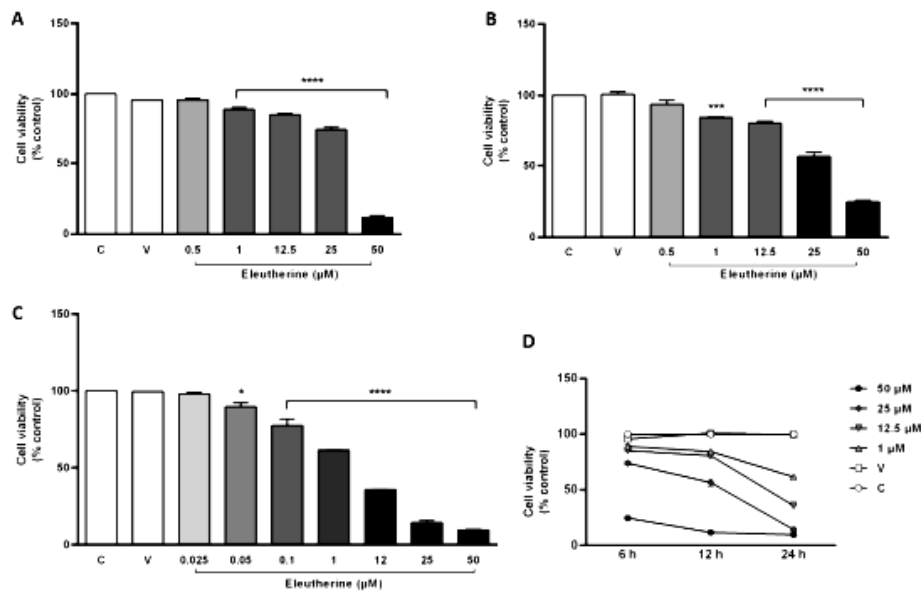 A
150
100
50
0
Cell viability
(% control)
****
C V 0.5 1 12.5 25 50
Eleutherine (µM)
B
150
100
50
0
Cell viability
(% control)
***
****
C V 0.5 1 12.5 25 50
Eleutherine (µM)
C
150
100
50
0
Cell viability
(% control)
*
****
C V 0.025 0.05 0.1 1 12 25 50
Eleutherine (µM)
D
150
100
50
0
Cell viability
(% control)
6 h 12 h 24 h
50 µM
25 µM
12.5 µM
1 µM
V
C